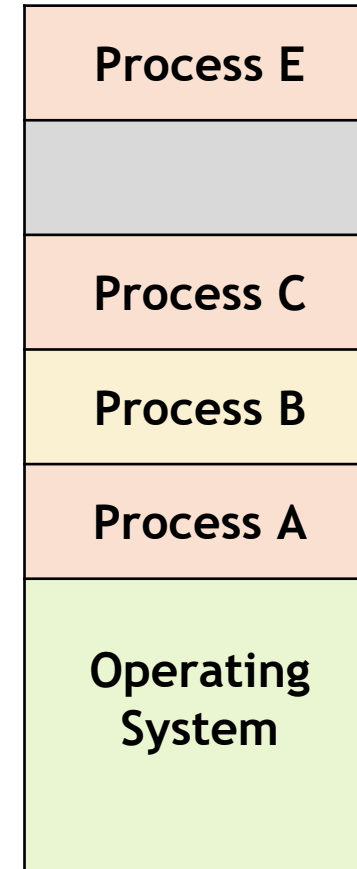 Process E
Process C
Process B
Process A
Operating
System